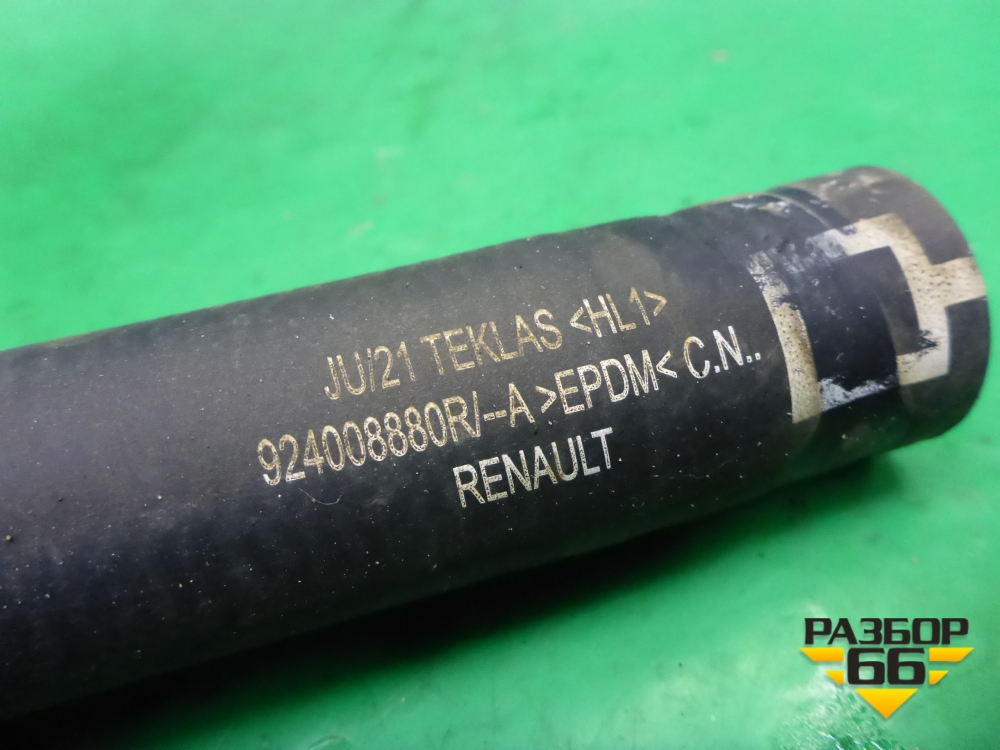 JU/21 TEKLAS <HL1>
924008880R/--A >EPDM< C.N..
RENAULT
РАЗБОР
66